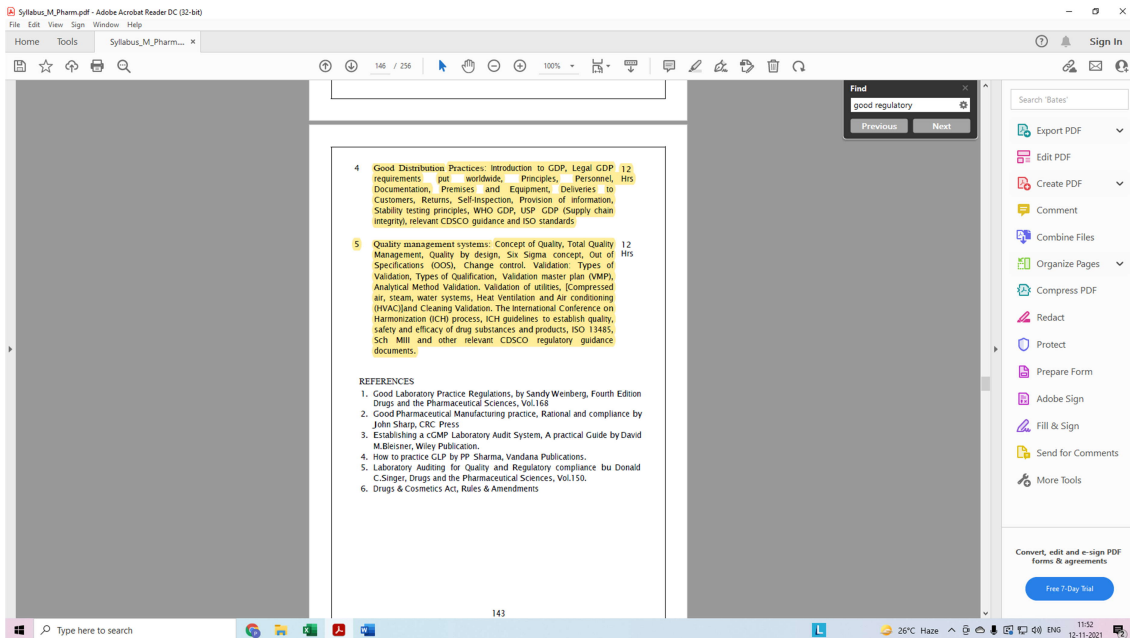 Syllabus_M_Pharm.pdf - Adobe Acrobat Reader DC (32-bit)
File Edit View Sign Window Help
Home Tools Syllabus_M_Pharm... × Sign In
146 / 256 100%
Find
good regulatory
Previous Next
Search 'Bates'
Export PDF
Edit PDF
Create PDF
Comment
Combine Files
Organize Pages
Compress PDF
Redact
Protect
Prepare Form
Adobe Sign
Fill & Sign
Send for Comments
More Tools
Convert, edit and e-sign PDF
forms & agreements
Free 7-Day Trial
4 Good Distribution Practices: Introduction to GDP, Legal GDP 12
requirements put worldwide, Principles, Personnel, Hrs
Documentation, Premises and Equipment, Deliveries to
Customers, Returns, Self-Inspection, Provision of information,
Stability testing principles, WHO GDP, USP GDP (Supply chain
integrity), relevant CDSCO guidance and ISO standards
5 Quality management systems: Concept of Quality, Total Quality 12
Management, Quality by design, Six Sigma concept, Out of Hrs
Specifications (OOS), Change control. Validation: Types of
Validation, Types of Qualification, Validation master plan (VMP),
Analytical Method Validation. Validation of utilities, [Compressed
air, steam, water systems, Heat Ventilation and Air conditioning
(HVAC)]and Cleaning Validation. The International Conference on
Harmonization (ICH) process, ICH guidelines to establish quality,
safety and efficacy of drug substances and products, ISO 13485,
Sch MIII and other relevant CDSCO regulatory guidance
documents.
REFERENCES
1. Good Laboratory Practice Regulations, by Sandy Weinberg, Fourth Edition
Drugs and the Pharmaceutical Sciences, Vol.168
2. Good Pharmaceutical Manufacturing practice, Rational and compliance by
John Sharp, CRC Press
3. Establishing a cGMP Laboratory Audit System, A practical Guide by David
M.Bleisner, Wiley Publication.
4. How to practice GLP by PP Sharma, Vandana Publications.
5. Laboratory Auditing for Quality and Regulatory compliance bu Donald
C.Singer, Drugs and the Pharmaceutical Sciences, Vol.150.
6. Drugs & Cosmetics Act, Rules & Amendments
143
Type here to search
26°C Haze ENG 11:52
12-11-2021